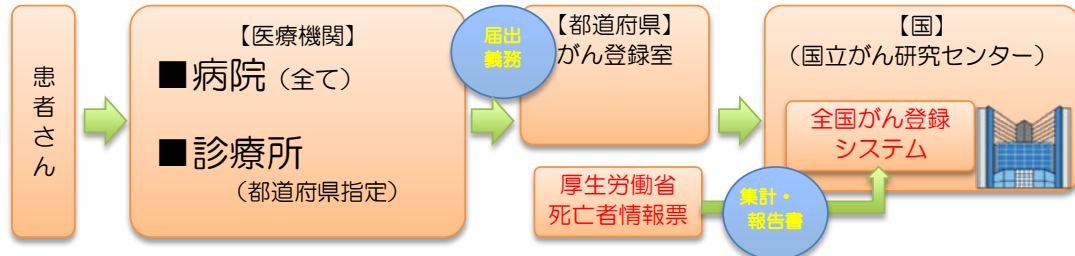 患者さん
【医療機関】
■病院（全て）
■診療所
（都道府県指定）
届出
義務
【都道府県】
がん登録室
【国】
（国立がん研究センター）
全国がん登録
システム
厚生労働省
死亡者情報票
集計・
報告書